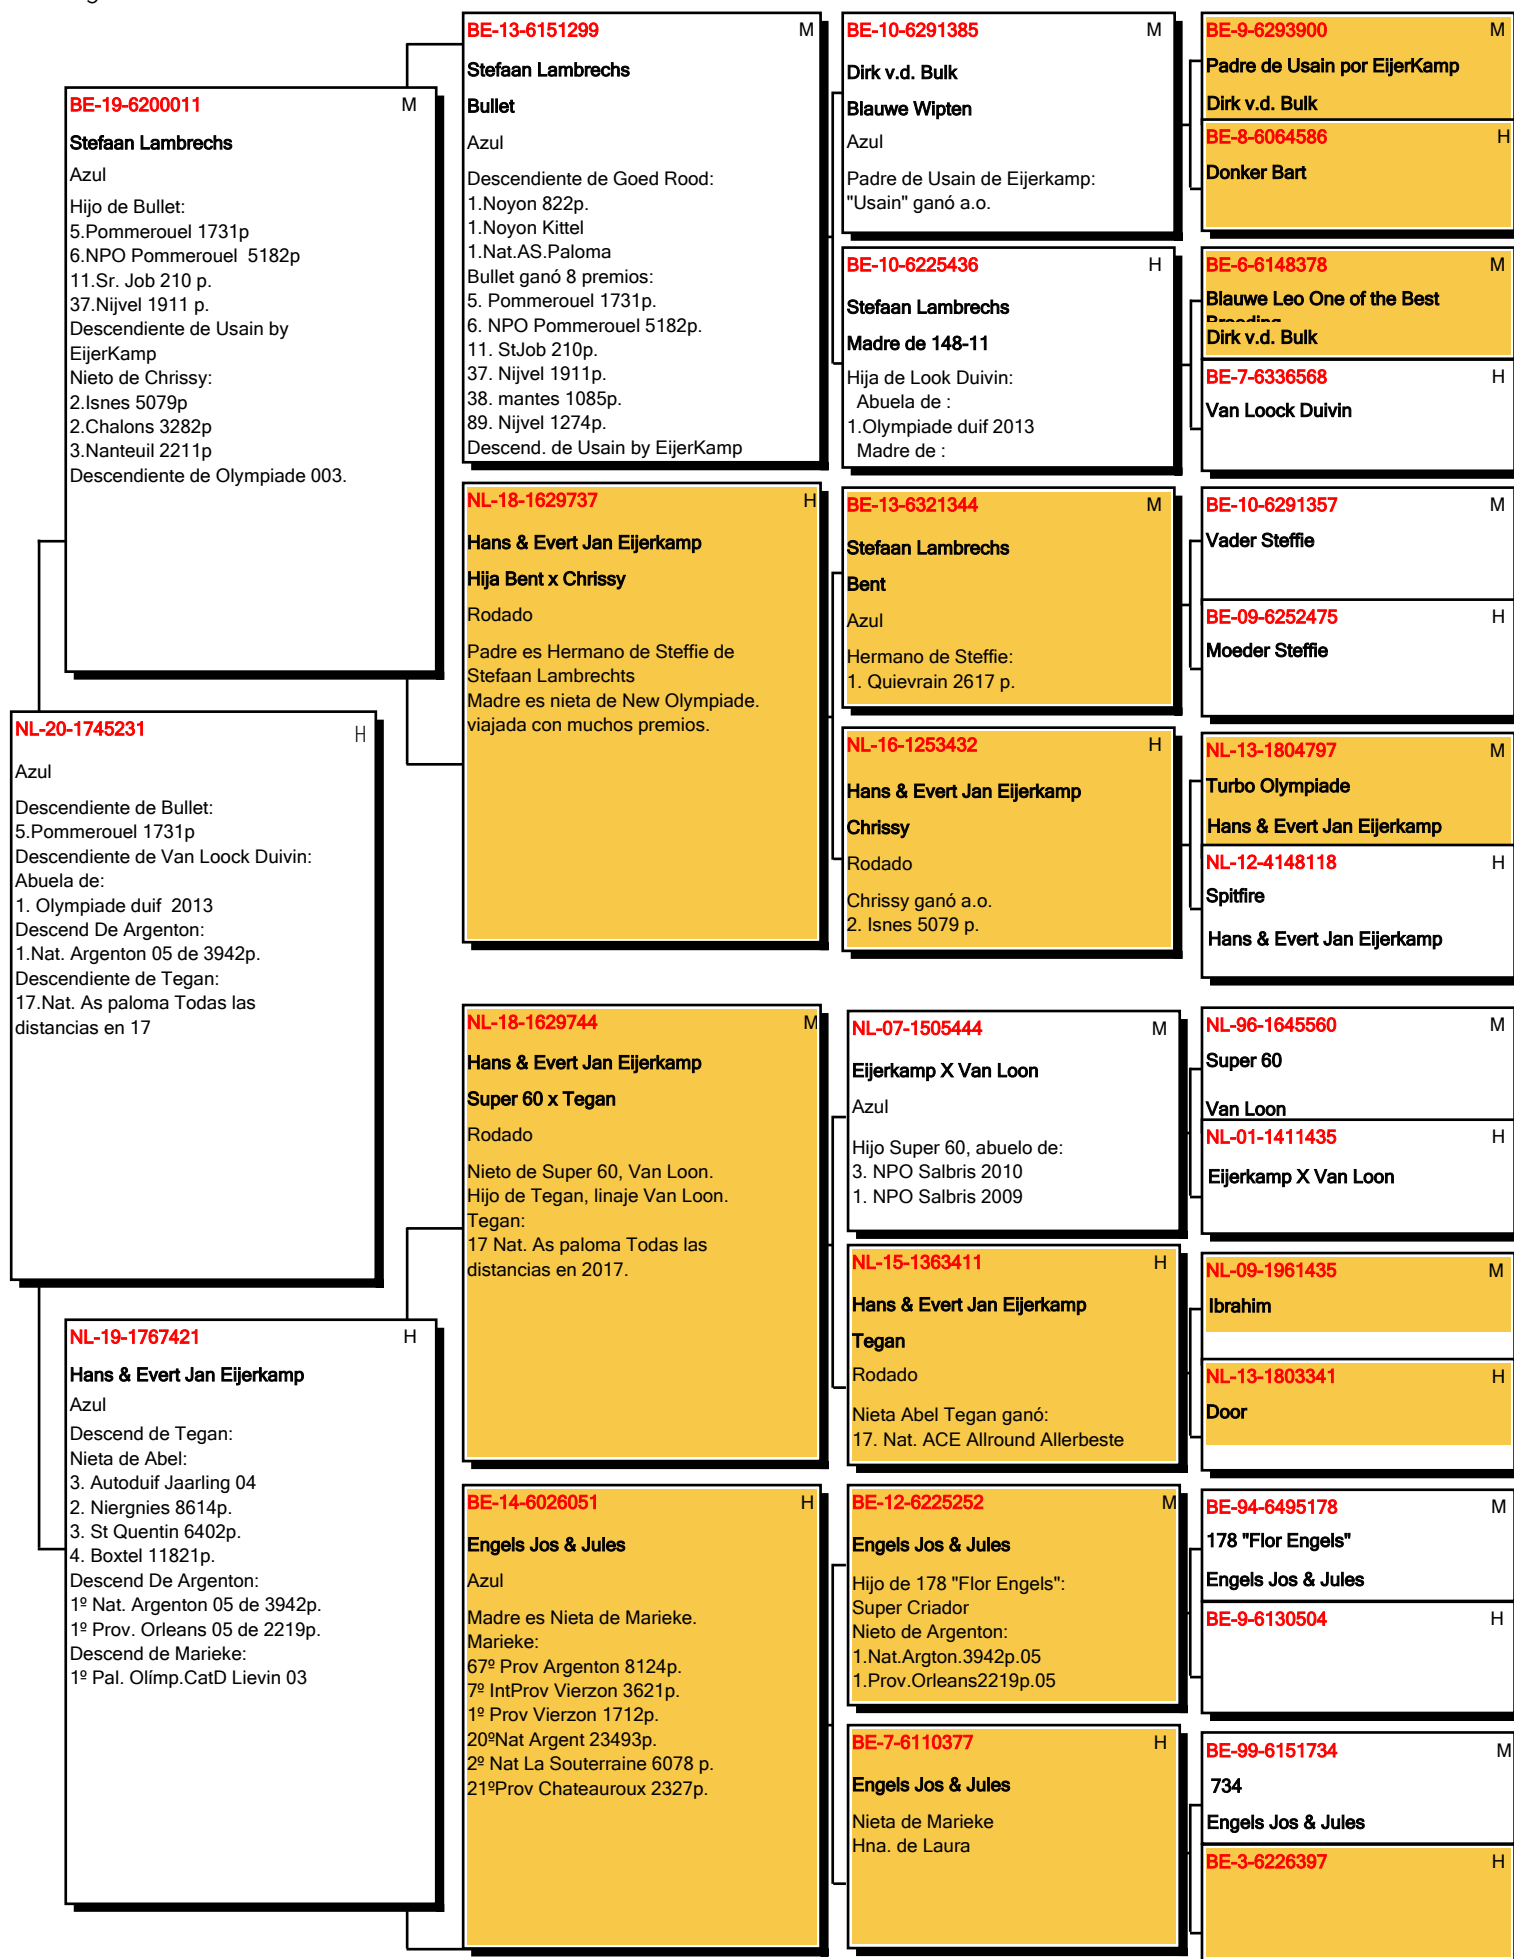 NL-20-1745231 H
Azul
Descendiente de Bullet:
5.Pommerouel 1731p
Descendiente de Van Loock Duivin:
Abuela de:
1. Olympiade duif  2013
Descend De Argenton:
1.Nat. Argenton 05 de 3942p.
Descendiente de Tegan:
17.Nat. As paloma Todas las
distancias en 17
BE-19-6200011 M
Stefaan Lambrechs
Azul
Hijo de Bullet:
5.Pommerouel 1731p
6.NPO Pommerouel  5182p
11.Sr. Job 210 p.
37.Nijvel 1911 p.
Descendiente de Usain by
EijerKamp
Nieto de Chrissy:
2.Isnes 5079p
2.Chalons 3282p
3.Nanteuil 2211p
Descendiente de Olympiade 003.
NL-19-1767421 H
Hans & Evert Jan Eijerkamp
Azul
Descend de Tegan:
Nieta de Abel:
3. Autoduif Jaarling 04
2. Niergnies 8614p.
3. St Quentin 6402p.
4. Boxtel 11821p.
Descend De Argenton:
1º Nat. Argenton 05 de 3942p.
1º Prov. Orleans 05 de 2219p.
Descend de Marieke:
1º Pal. Olímp.CatD Lievin 03
BE-13-6151299 M
Stefaan Lambrechs
Bullet
Azul
Descendiente de Goed Rood:
1.Noyon 822p.
1.Noyon Kittel
1.Nat.AS.Paloma
Bullet ganó 8 premios:
5. Pommerouel 1731p.
6. NPO Pommerouel 5182p.
11. StJob 210p.
37. Nijvel 1911p.
38. mantes 1085p.
89. Nijvel 1274p.
Descend. de Usain by EijerKamp
NL-18-1629737 H
Hans & Evert Jan Eijerkamp
Hija Bent x Chrissy
Rodado
Padre es Hermano de Steffie de
Stefaan Lambrechts
Madre es nieta de New Olympiade.
viajada con muchos premios.
NL-18-1629744 M
Hans & Evert Jan Eijerkamp
Super 60 x Tegan
Rodado
Nieto de Super 60, Van Loon.
Hijo de Tegan, linaje Van Loon.
Tegan:
17 Nat. As paloma Todas las
distancias en 2017.
BE-14-6026051 H
Engels Jos & Jules
Azul
Madre es Nieta de Marieke.
Marieke:
67º Prov Argenton 8124p.
7º IntProv Vierzon 3621p.
1º Prov Vierzon 1712p.
20ºNat Argent 23493p.
2º Nat La Souterraine 6078 p.
21ºProv Chateauroux 2327p.
BE-10-6291385 M
Dirk v.d. Bulk
Blauwe Wipten
Azul
Padre de Usain de Eijerkamp:
"Usain" ganó a.o.
BE-10-6225436 H
Stefaan Lambrechs
Madre de 148-11
Hija de Look Duivin:
Abuela de :
1.Olympiade duif 2013
Madre de :
BE-13-6321344 M
Stefaan Lambrechs
Bent
Azul
Hermano de Steffie:
1. Quievrain 2617 p.
NL-16-1253432 H
Hans & Evert Jan Eijerkamp
Chrissy
Rodado
Chrissy ganó a.o.
2. Isnes 5079 p.
NL-07-1505444 M
Eijerkamp X Van Loon
Azul
Hijo Super 60, abuelo de:
3. NPO Salbris 2010
1. NPO Salbris 2009
NL-15-1363411 H
Hans & Evert Jan Eijerkamp
Tegan
Rodado
Nieta Abel Tegan ganó:
17. Nat. ACE Allround Allerbeste
BE-12-6225252 M
Engels Jos & Jules
Hijo de 178 "Flor Engels":
Super Criador
Nieto de Argenton:
1.Nat.Argton.3942p.05
1.Prov.Orleans2219p.05
BE-7-6110377 H
Engels Jos & Jules
Nieta de Marieke
Hna. de Laura
BE-9-6293900 M
Padre de Usain por EijerKamp
Dirk v.d. Bulk
BE-8-6064586 H
Donker Bart
BE-6-6148378 M
Blauwe Leo One of the Best
Dirk v.d. Bulk
BE-7-6336568 H
Van Loock Duivin
BE-10-6291357 M
Vader Steffie
BE-09-6252475 H
Moeder Steffie
NL-13-1804797 M
Turbo Olympiade
Hans & Evert Jan Eijerkamp
NL-12-4148118 H
Spitfire
Hans & Evert Jan Eijerkamp
NL-96-1645560 M
Super 60
Van Loon
NL-01-1411435 H
Eijerkamp X Van Loon
NL-09-1961435 M
Ibrahim
NL-13-1803341 H
Door
BE-94-6495178 M
178 "Flor Engels"
Engels Jos & Jules
BE-9-6130504 H
BE-99-6151734 M
734
Engels Jos & Jules
BE-3-6226397 H